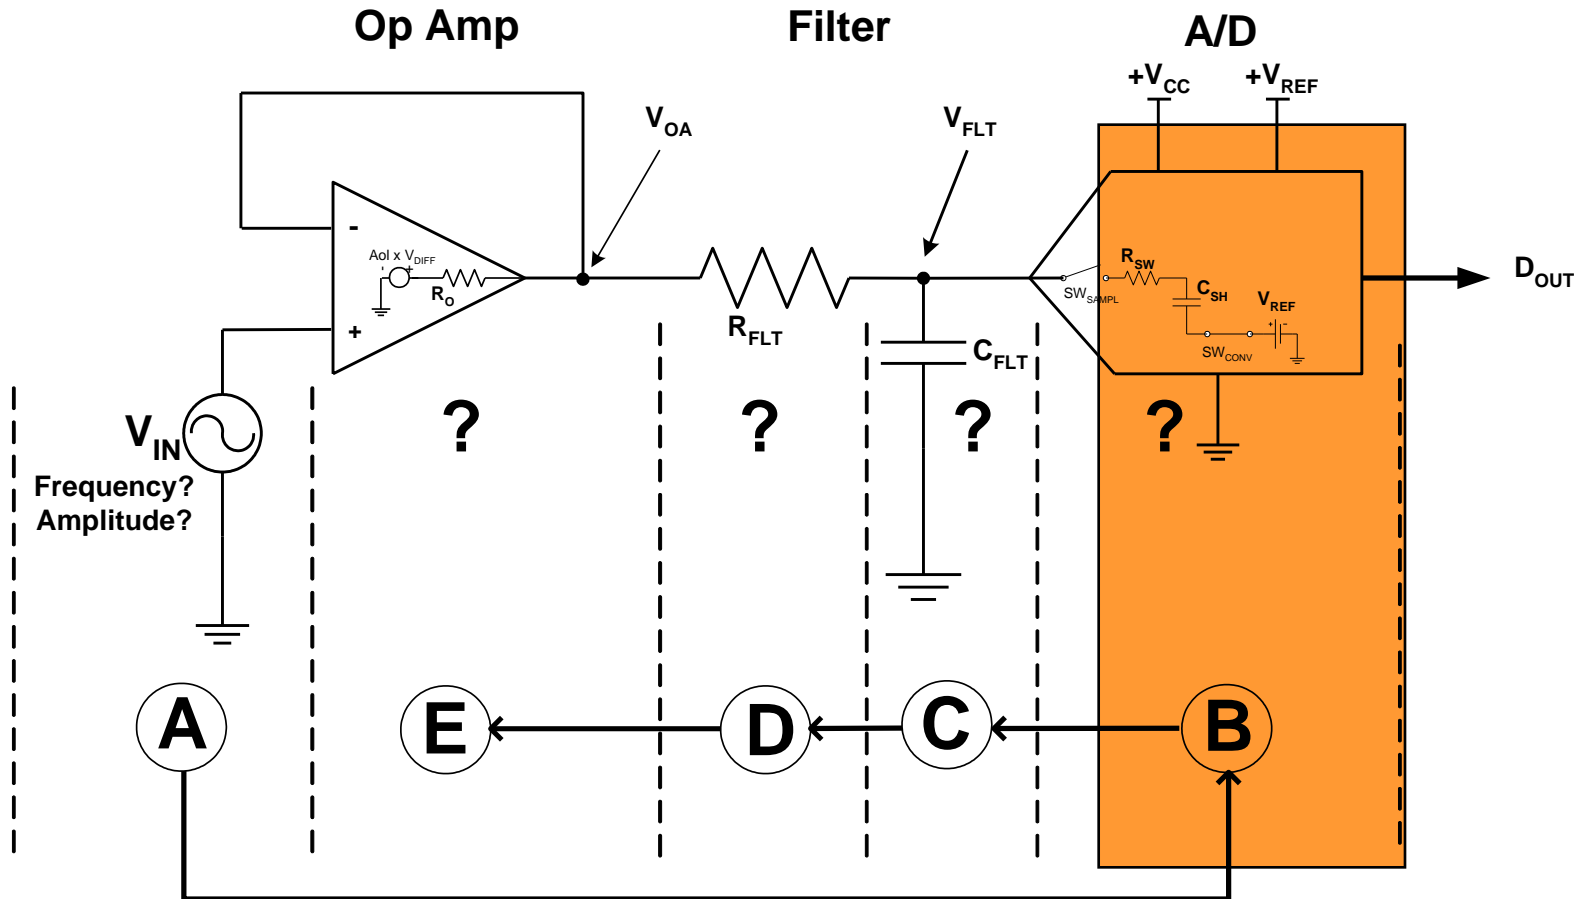 Op Amp
Filter
A/D
+VCC
+VREF
VOA
VFLT
-
Aol x VDIFF
- +
RO
+
RFLT
CFLT
SWSAMPL
RSW
CSH
VREF
+ -
SWCONV
DOUT
VIN
Frequency?
Amplitude?
? ? ? ?
A E D C B